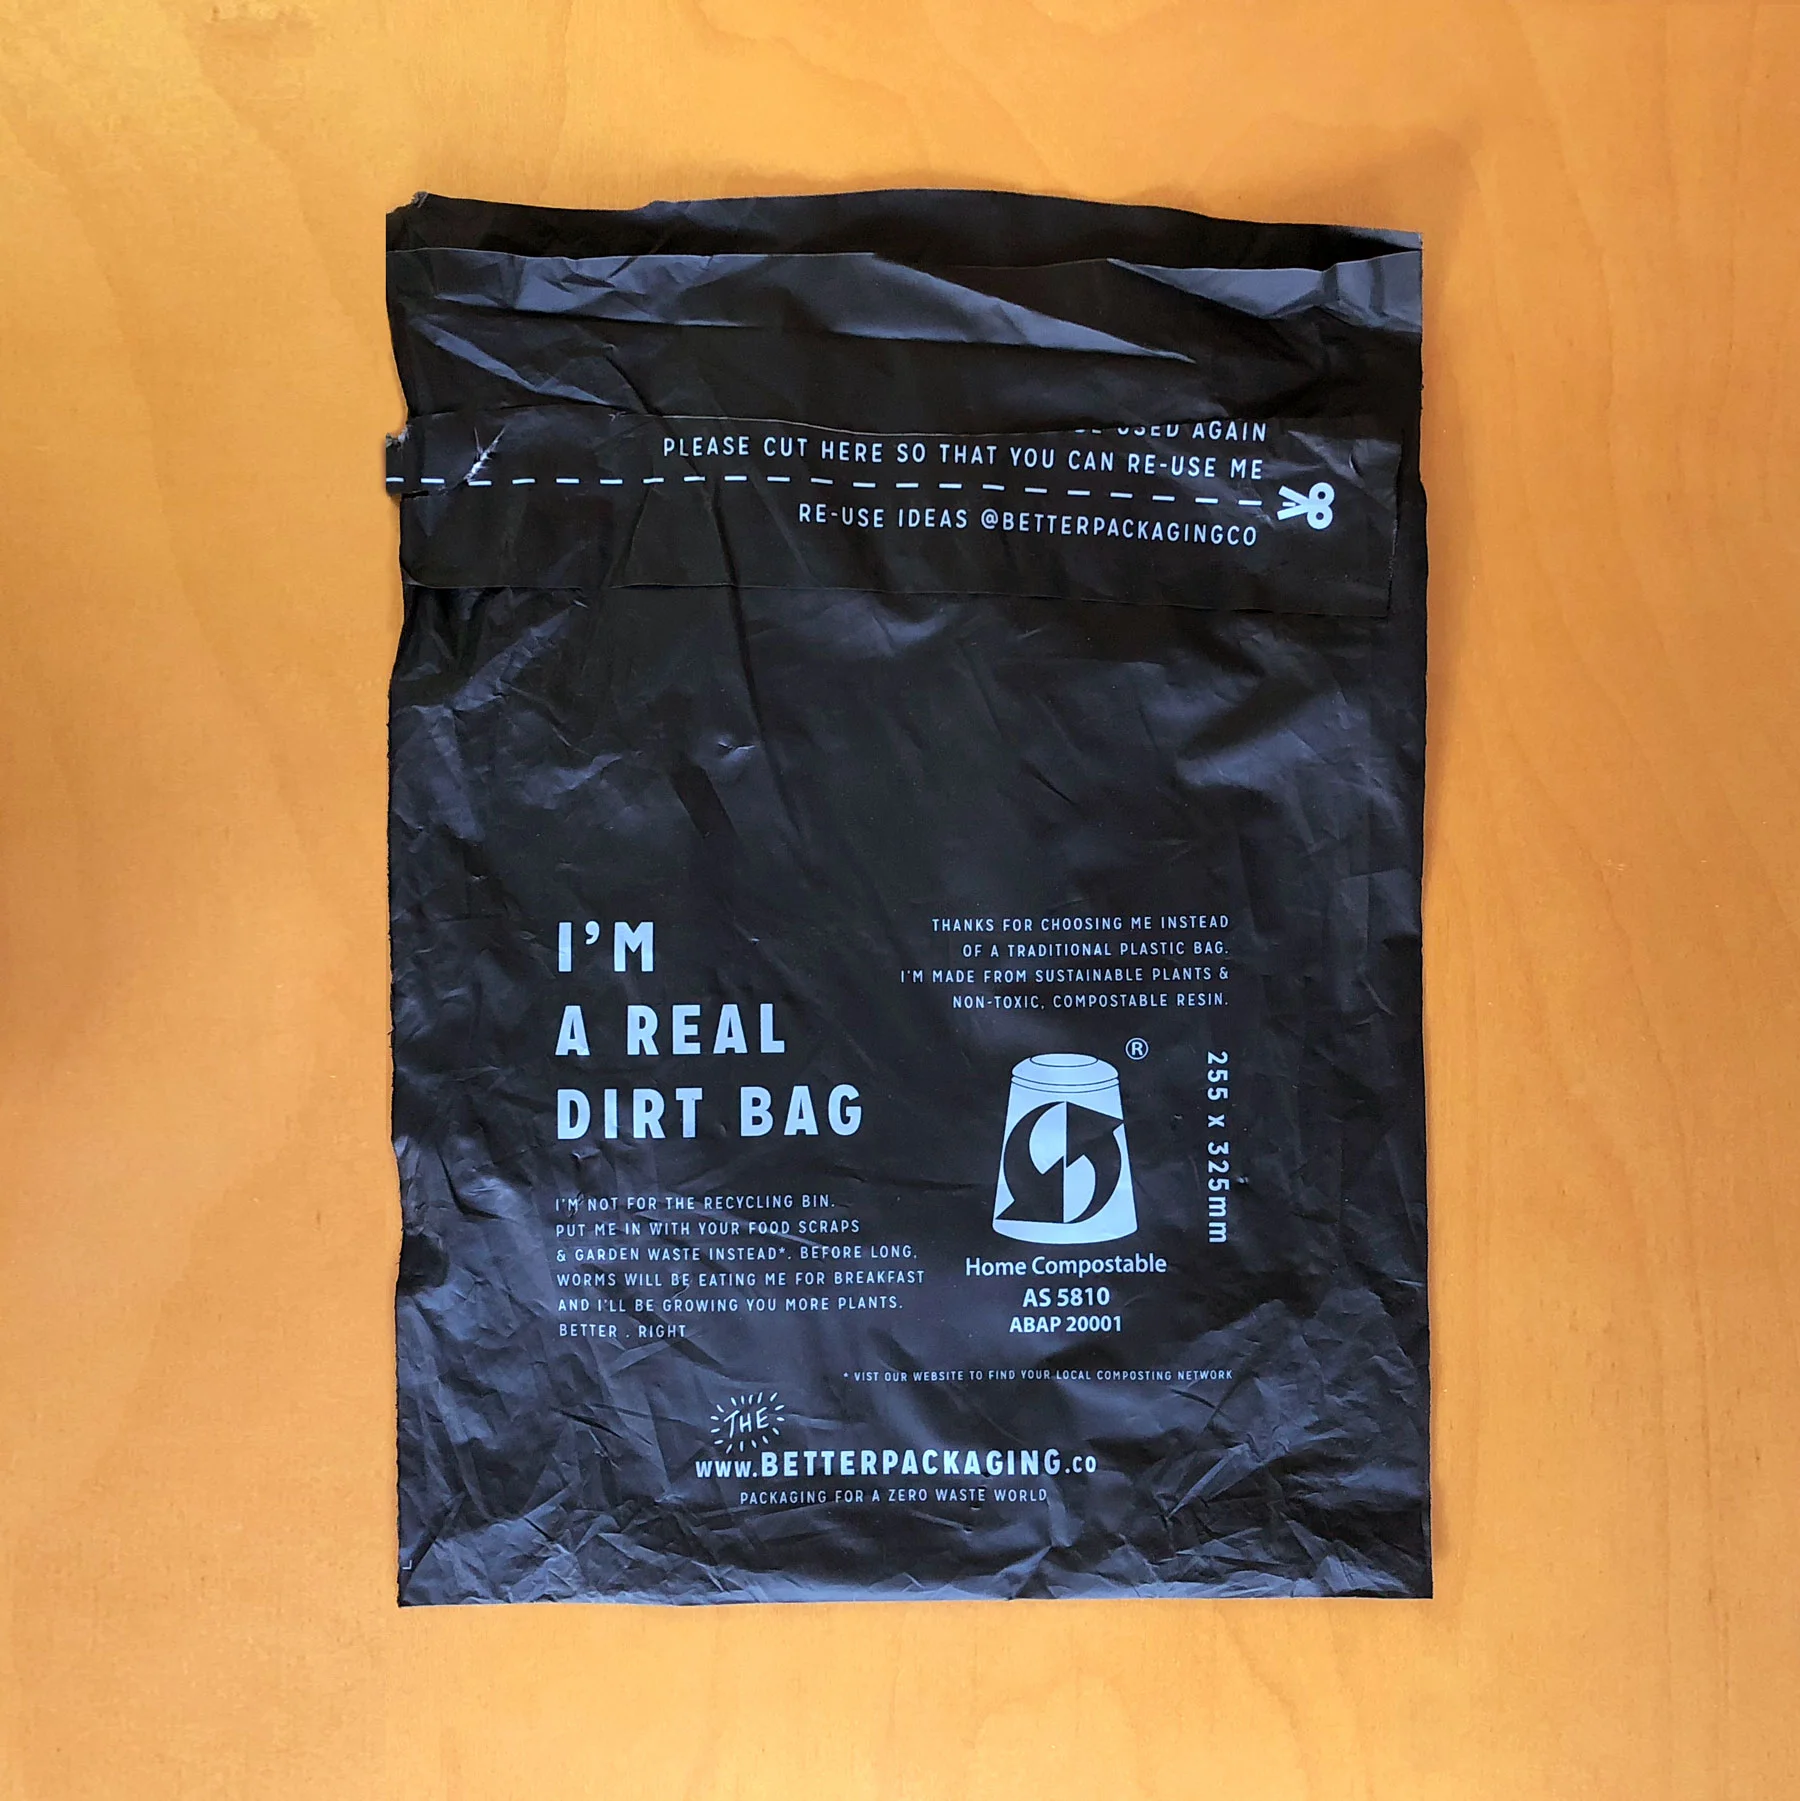 USED AGAIN
PLEASE CUT HERE SO THAT YOU CAN RE-USE ME
RE-USE IDEAS @BETTERPACKAGINGCO
I'M
A REAL
DIRT BAG
I'M NOT FOR THE RECYCLING BIN.
PUT ME IN WITH YOUR FOOD SCRAPS
& GARDEN WASTE INSTEAD*. BEFORE LONG,
WORMS WILL BE EATING ME FOR BREAKFAST
AND I'LL BE GROWING YOU MORE PLANTS.
BETTER . RIGHT
THANKS FOR CHOOSING ME INSTEAD
OF A TRADITIONAL PLASTIC BAG.
I'M MADE FROM SUSTAINABLE PLANTS &
NON-TOXIC, COMPOSTABLE RESIN.
®
255 x 325mm
Home Compostable
AS 5810
ABAP 20001
* VIST OUR WEBSITE TO FIND YOUR LOCAL COMPOSTING NETWORK
THE
WWW.BETTERPACKAGING.CO
PACKAGING FOR A ZERO WASTE WORLD